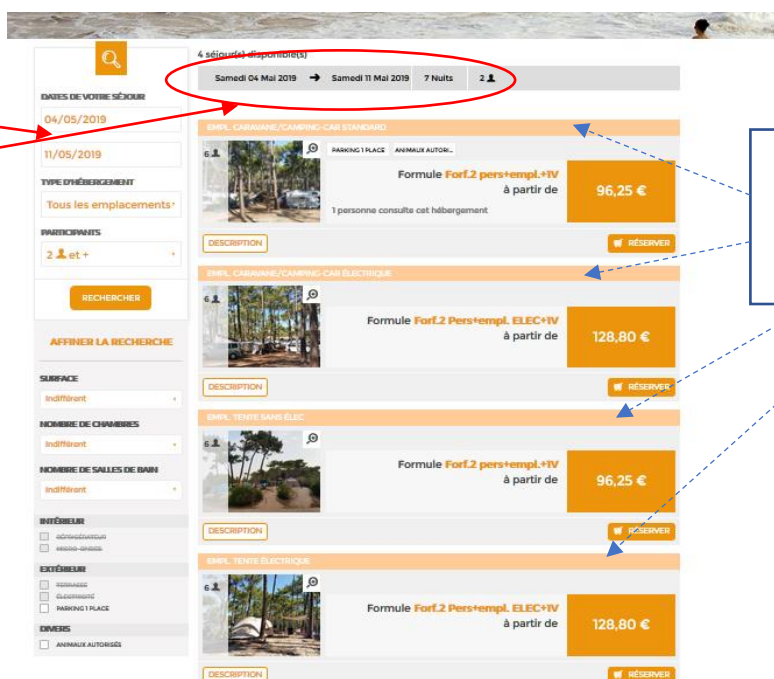 4 séjour(s) disponible(s)
Samedi 04 Mai 2019 → Samedi 11 Mai 2019 7 Nuits 2
DATES DE VOTRE SÉJOUR
04/05/2019
11/05/2019
TYPE D'HÉBERGEMENT
Tous les emplacements
PARTICIPANTS
2 et +
RECHERCHER
AFFINER LA RECHERCHE
SURFACE
Indifférent
NOMBRE DE CHAMBRES
Indifférent
NOMBRE DE SALLES DE BAIN
Indifférent
INTÉRIEUR
RÉFRIGÉRATEUR
MICRO-ONDES
EXTÉRIEUR
TERRASSE
ÉLECTRICITÉ
PARKING 1 PLACE
DIVERS
ANIMAUX AUTORISÉS
EMPL. CARAVANE/CAMPING-CAR STANDARD
6
PARKING 1 PLACE ANIMAUX AUTORI...
Formule Forf.2 pers+empl.+1V
à partir de
96,25 €
1 personne consulte cet hébergement
DESCRIPTION
RÉSERVER
EMPL. CARAVANE/CAMPING-CAR ÉLECTRIQUE
6
Formule Forf.2 Pers+empl. ELEC+1V
à partir de
128,80 €
DESCRIPTION
RÉSERVER
EMPL. TENTE SANS ÉLEC
6
Formule Forf.2 pers+empl.+1V
à partir de
96,25 €
DESCRIPTION
RÉSERVER
EMPL. TENTE ÉLECTRIQUE
6
Formule Forf.2 Pers+empl. ELEC+1V
à partir de
128,80 €
DESCRIPTION
RÉSERVER